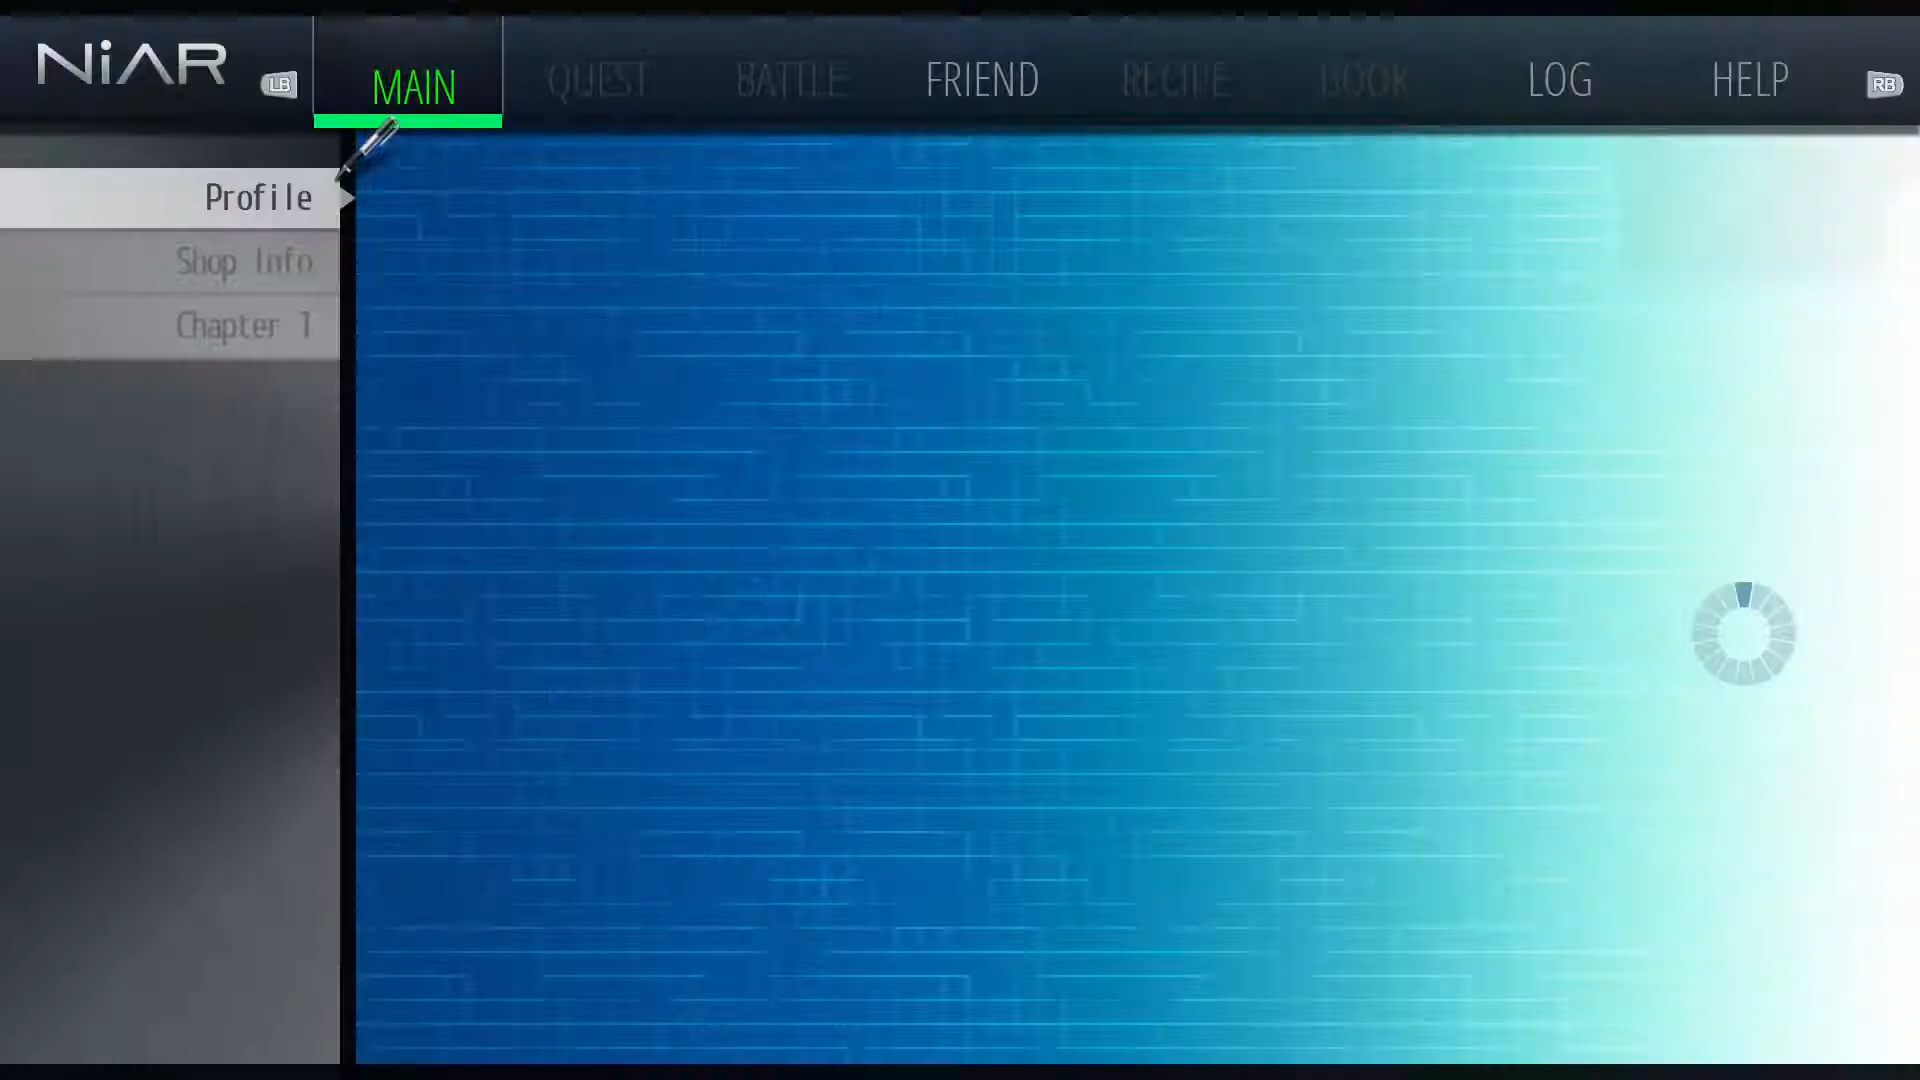 NiAR
LB
MAIN
QUEST
BATTLE
FRIEND
RECIPE
BOOK
LOG
HELP
RB
Profile
Shop Info
Chapter 1